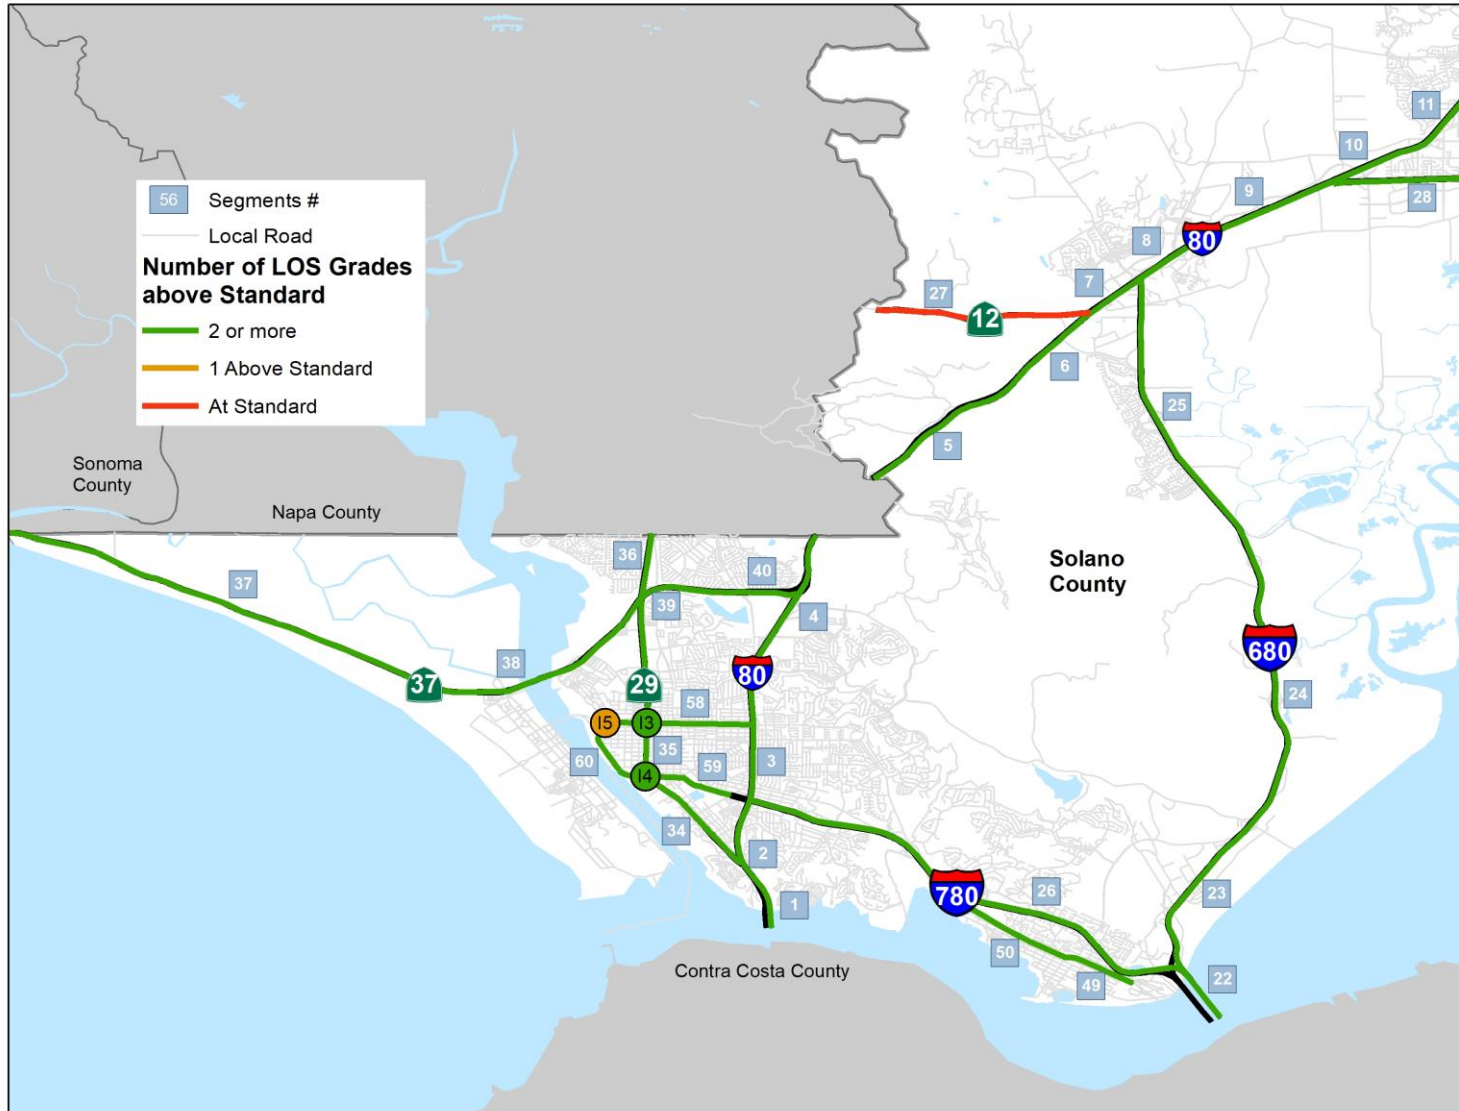 56 Segments #
Local Road
Number of LOS Grades
above Standard
2 or more
1 Above Standard
At Standard
Sonoma
County
Napa County
Solano
County
Contra Costa County
11
10
9
28
8
80
7
27
12
6
25
5
36
40
37
39
4
38
80
680
37
29
24
58
I5
I3
35
3
60
59
I4
34
2
26
23
780
1
50
49
22